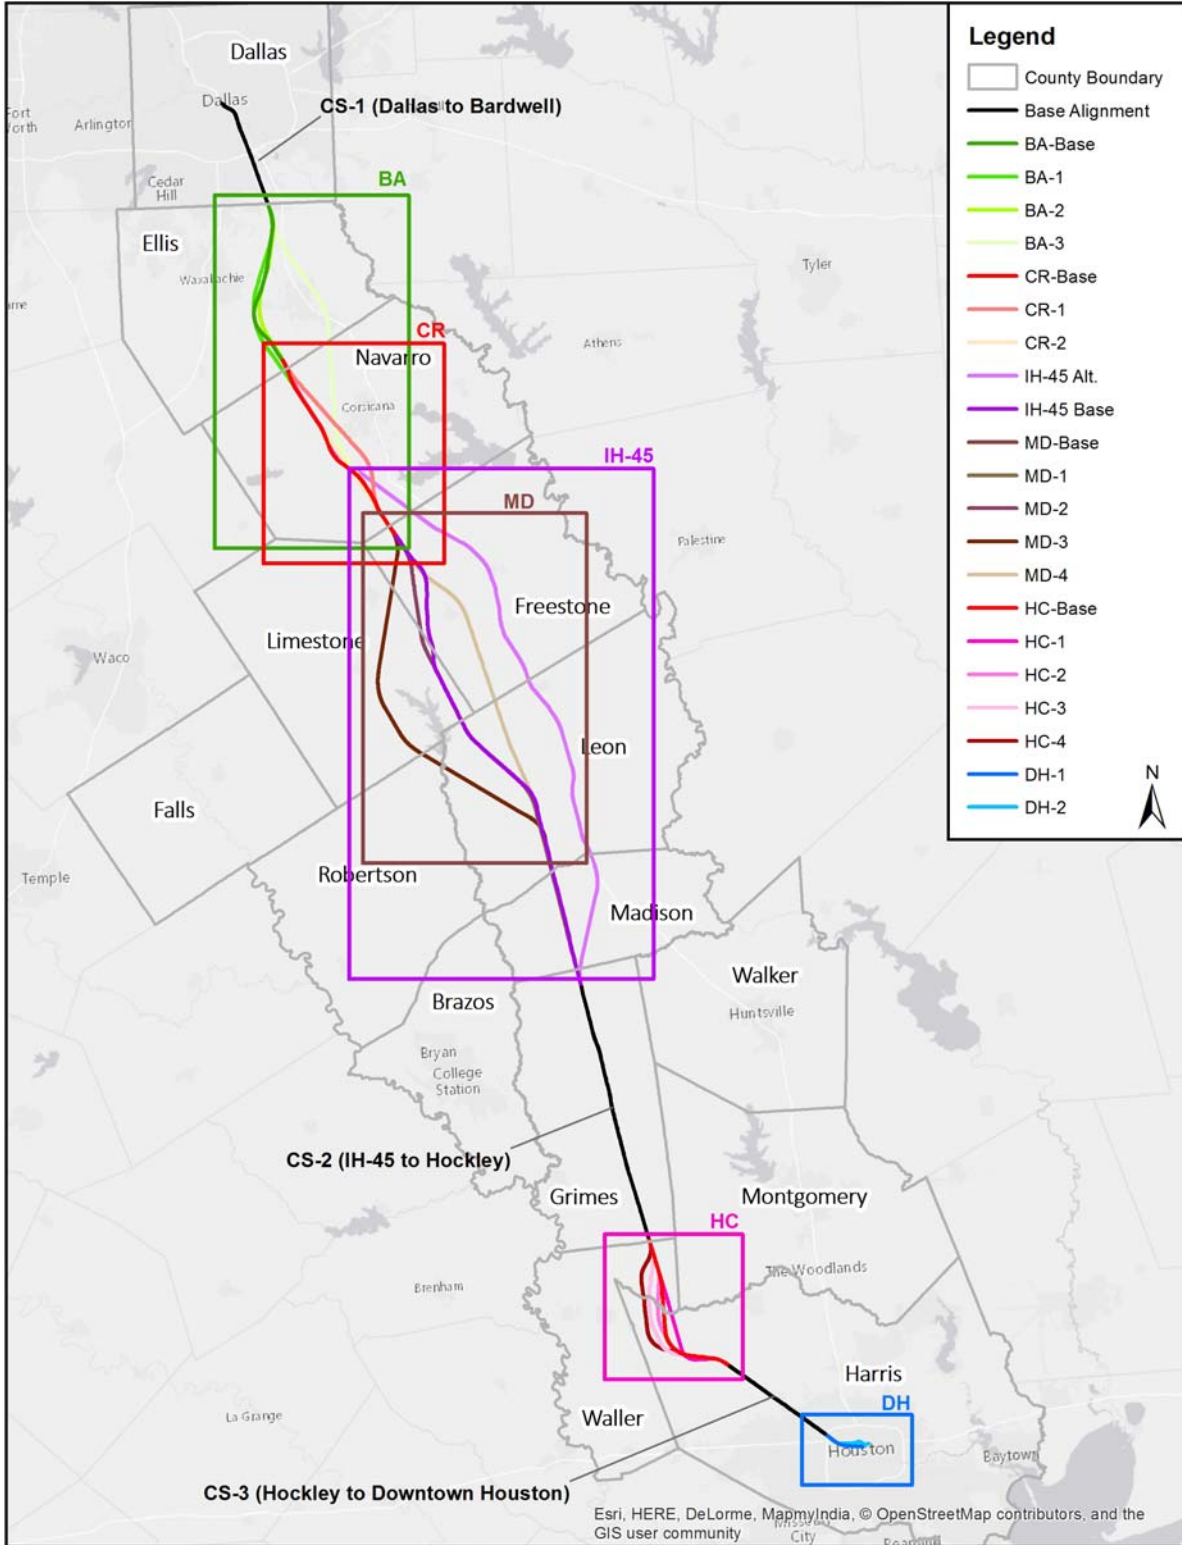 Dallas
Dallas
CS-1 (Dallas to Bardwell)
Fort
Arlington
Cedar
Hill
BA
Ellis
Waxahachie
Tyler
CR
Navarro
Athens
Corsicana
IH-45
MD
Palestine
Freestone
Limestone
Waco
Leon
Falls
Robertson
Temple
Madison
Walker
Brazos
Huntsville
Bryan
College
Station
CS-2 (IH-45 to Hockley)
Grimes
Montgomery
HC
The Woodlands
Brenham
Harris
La Grange
Waller
DH
Houston
Baytown
CS-3 (Hockley to Downtown Houston)
Esri, HERE, DeLorme, MapmyIndia, © OpenStreetMap contributors, and the
GIS user community
City
Legend
County Boundary
Base Alignment
BA-Base
BA-1
BA-2
BA-3
CR-Base
CR-1
CR-2
IH-45 Alt.
IH-45 Base
MD-Base
MD-1
MD-2
MD-3
MD-4
HC-Base
HC-1
HC-2
HC-3
HC-4
DH-1
DH-2
N